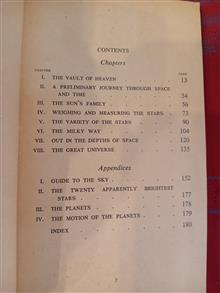 CONTENTS
Chapters
CHAPTER PAGE
I. THE VAULT OF HEAVEN 13
II. A PRELIMINARY JOURNEY THROUGH SPACE
AND TIME 34
III. THE SUN'S FAMILY 56
IV. WEIGHING AND MEASURING THE STARS 73
V. THE VARIETY OF THE STARS 90
VI. THE MILKY WAY 104
VII. OUT IN THE DEPTHS OF SPACE 120
VIII. THE GREAT UNIVERSE 135
Appendices
I. GUIDE TO THE SKY 152
II. THE TWENTY APPARENTLY BRIGHTEST
STARS 177
III. THE PLANETS 178
IV. THE MOTION OF THE PLANETS 179
INDEX 180
7